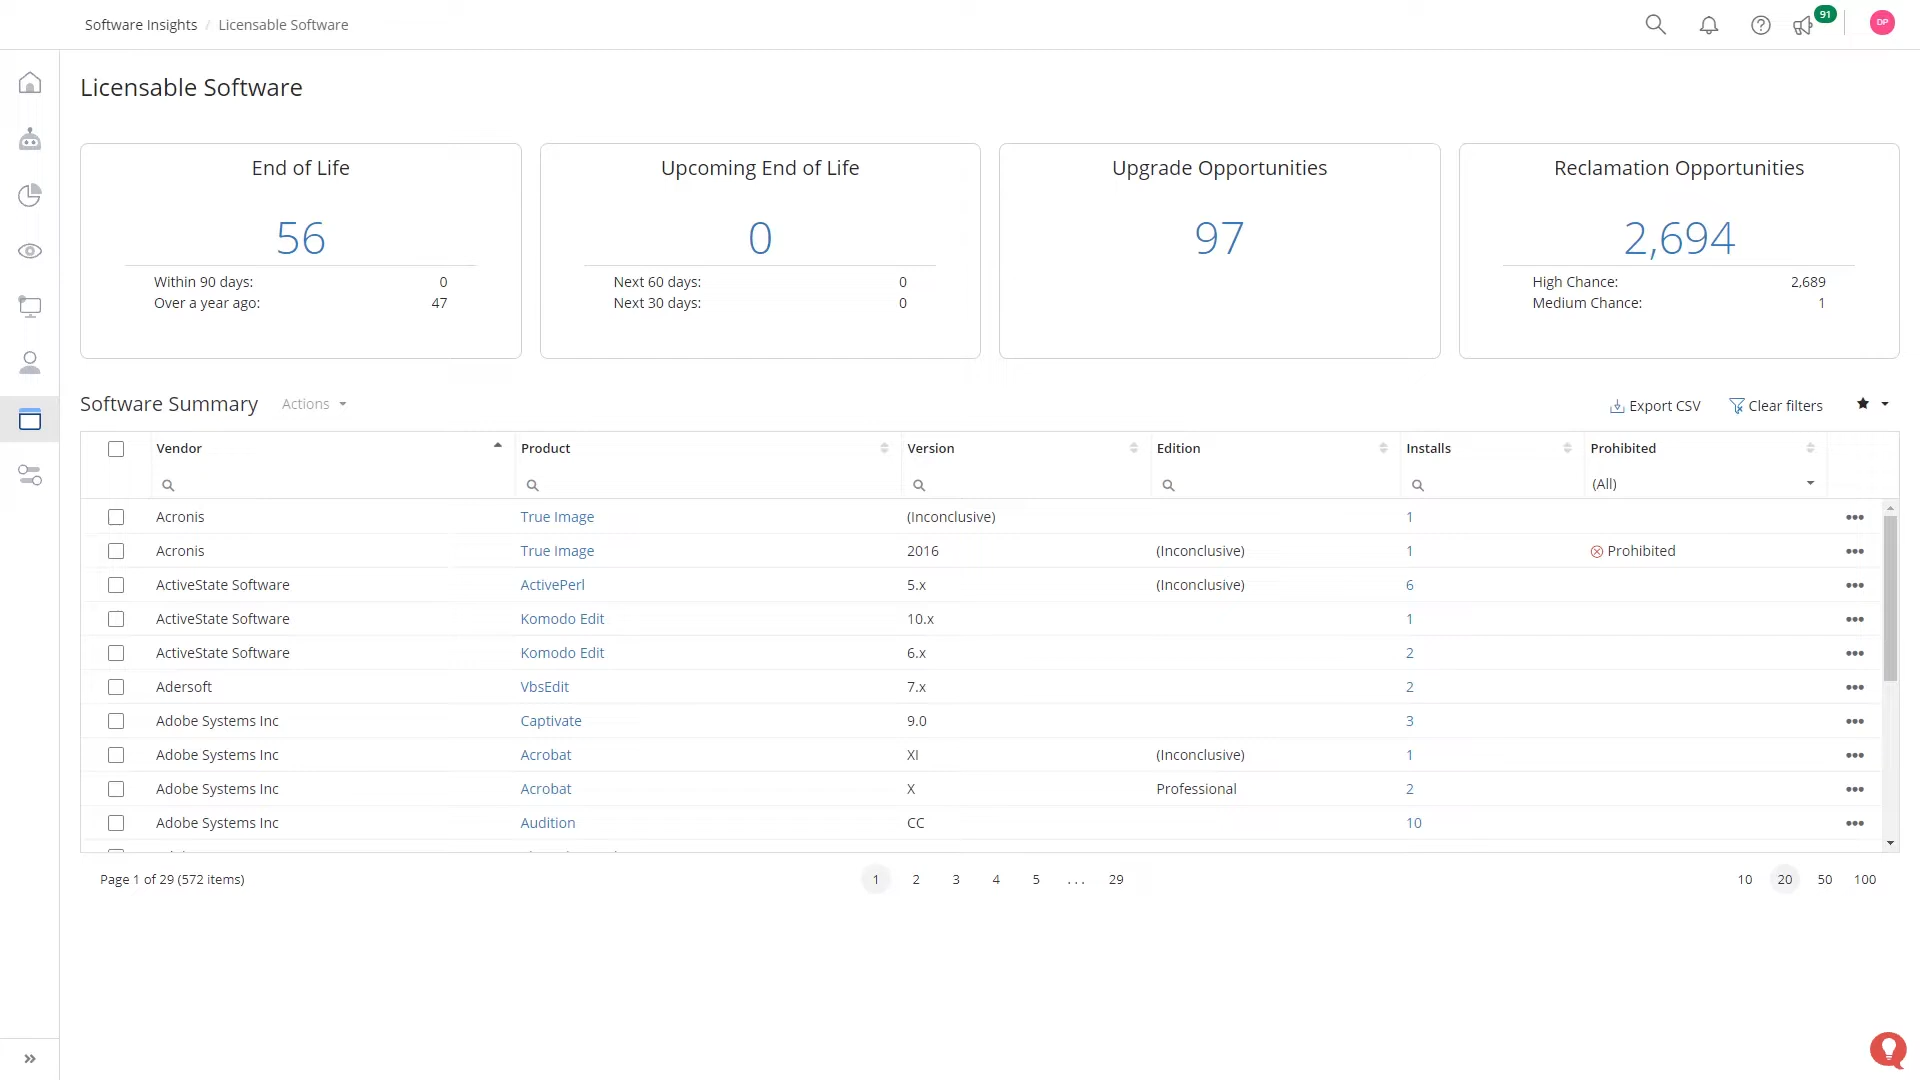 Software Insights / Licensable Software
91
DP
Licensable Software
End of Life
56
Within 90 days: 0
Over a year ago: 47
Upcoming End of Life
0
Next 60 days: 0
Next 30 days: 0
Upgrade Opportunities
97
Reclamation Opportunities
2,694
High Chance: 2,689
Medium Chance: 1
Software Summary Actions Export CSV Clear filters
Vendor Product Version Edition Installs Prohibited
(All)
Acronis True Image (Inconclusive) 1
Acronis True Image 2016 (Inconclusive) 1 Prohibited
ActiveState Software ActivePerl 5.x (Inconclusive) 6
ActiveState Software Komodo Edit 10.x 1
ActiveState Software Komodo Edit 6.x 2
Adersoft VbsEdit 7.x 2
Adobe Systems Inc Captivate 9.0 3
Adobe Systems Inc Acrobat XI (Inconclusive) 1
Adobe Systems Inc Acrobat X Professional 2
Adobe Systems Inc Audition CC 10
Page 1 of 29 (572 items) 1 2 3 4 5 ... 29 10 20 50 100